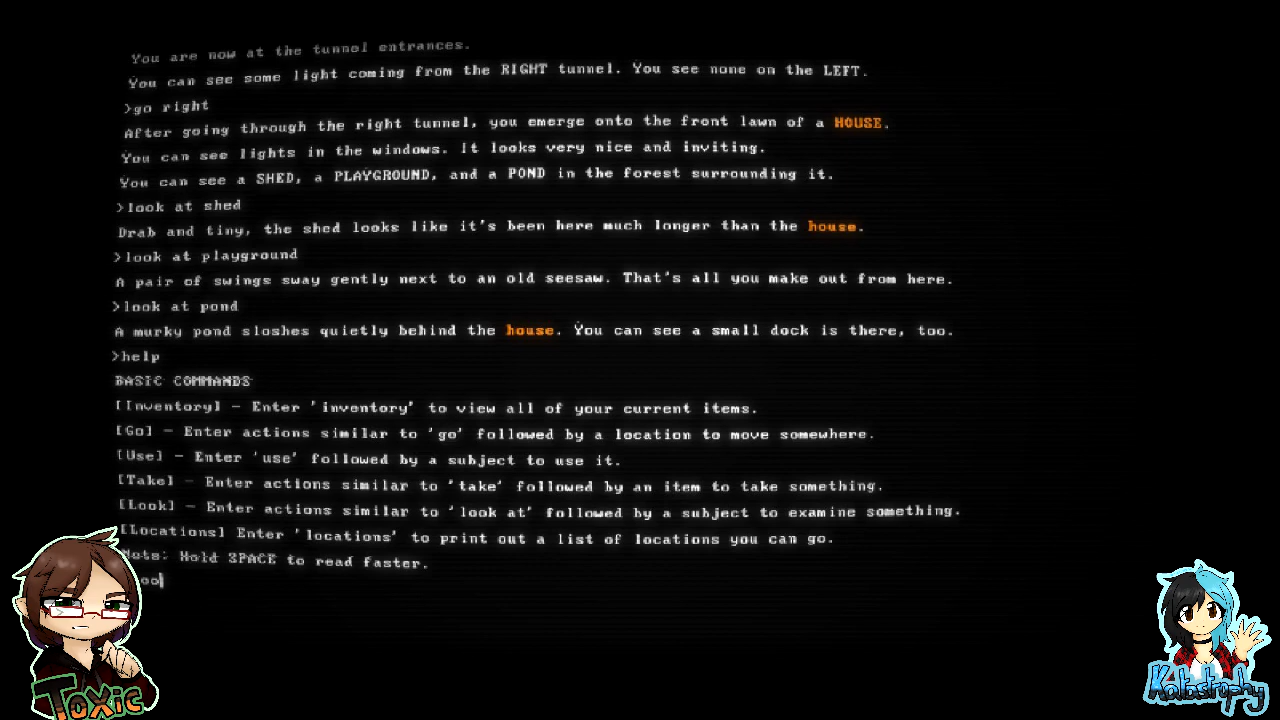 You are now at the tunnel entrances.
You can see some light coming from the RIGHT tunnel. You see none on the LEFT.
>go right
After going through the right tunnel, you emerge onto the front lawn of a HOUSE.
You can see lights in the windows. It looks very nice and inviting.
You can see a SHED, a PLAYGROUND, and a POND in the forest surrounding it.
>look at shed
Drab and tiny, the shed looks like it's been here much longer than the house.
>look at playground
A pair of swings sway gently next to an old seesaw. That's all you make out from here.
>look at pond
A murky pond sloshes quietly behind the house. You can see a small dock is there, too.
>help
BASIC COMMANDS
[Inventory] - Enter 'inventory' to view all of your current items.
[Go] - Enter actions similar to 'go' followed by a location to move somewhere.
[Use] - Enter 'use' followed by a subject to use it.
[Take] - Enter actions similar to 'take' followed by an item to take something.
[Look] - Enter actions similar to 'look at' followed by a subject to examine something.
[Locations] Enter 'locations' to print out a list of locations you can go.
Note: Hold SPACE to read faster.
oo
Toxic
Katastrophy